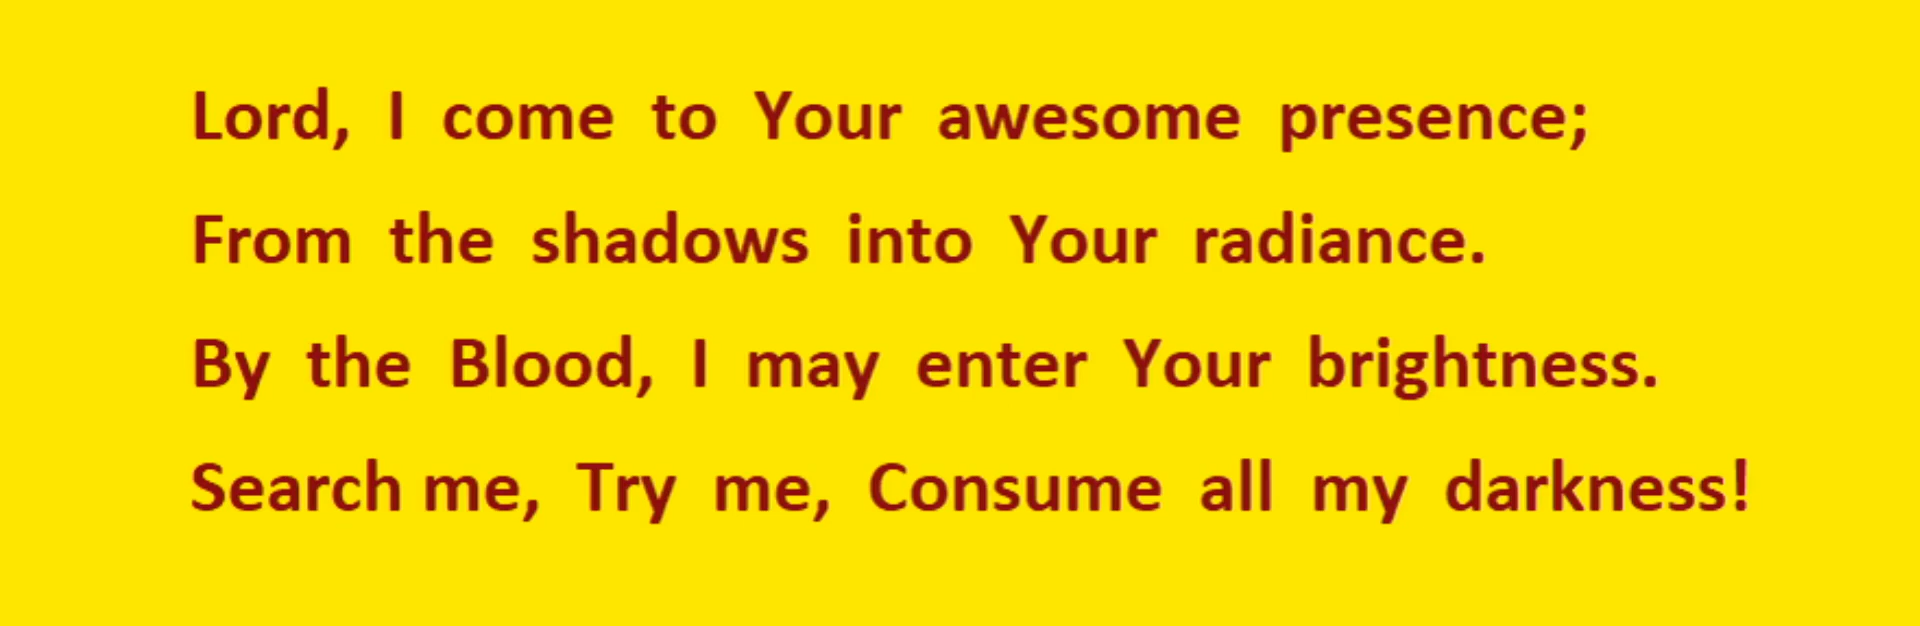 Lord, I come to Your awesome presence;
From the shadows into Your radiance.
By the Blood, I may enter Your brightness.
Search me, Try me, Consume all my darkness!